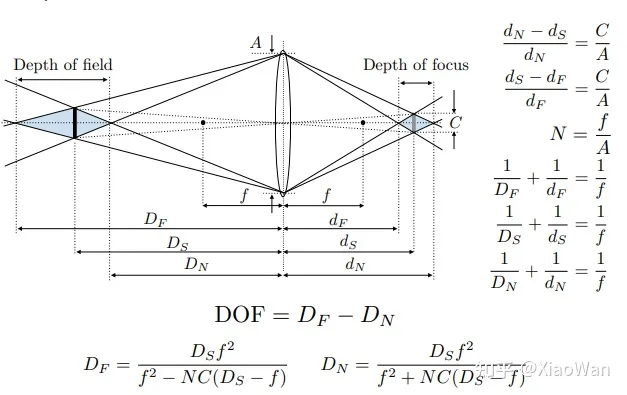 A
Depth of field
Depth of focus
C
f f
D_F d_F
D_S d_S
D_N d_N
\frac{d_N - d_S}{d_N} = \frac{C}{A}
\frac{d_S - d_F}{d_F} = \frac{C}{A}
N = \frac{f}{A}
\frac{1}{D_F} + \frac{1}{d_F} = \frac{1}{f}
\frac{1}{D_S} + \frac{1}{d_S} = \frac{1}{f}
\frac{1}{D_N} + \frac{1}{d_N} = \frac{1}{f}
DOF = D_F − D_N
D_F = \frac{D_S f^2}{f^2 - NC(D_S - f)} D_N = \frac{D_S f^2}{f^2 + NC(D_S - f)}
知乎 @XiaoWan